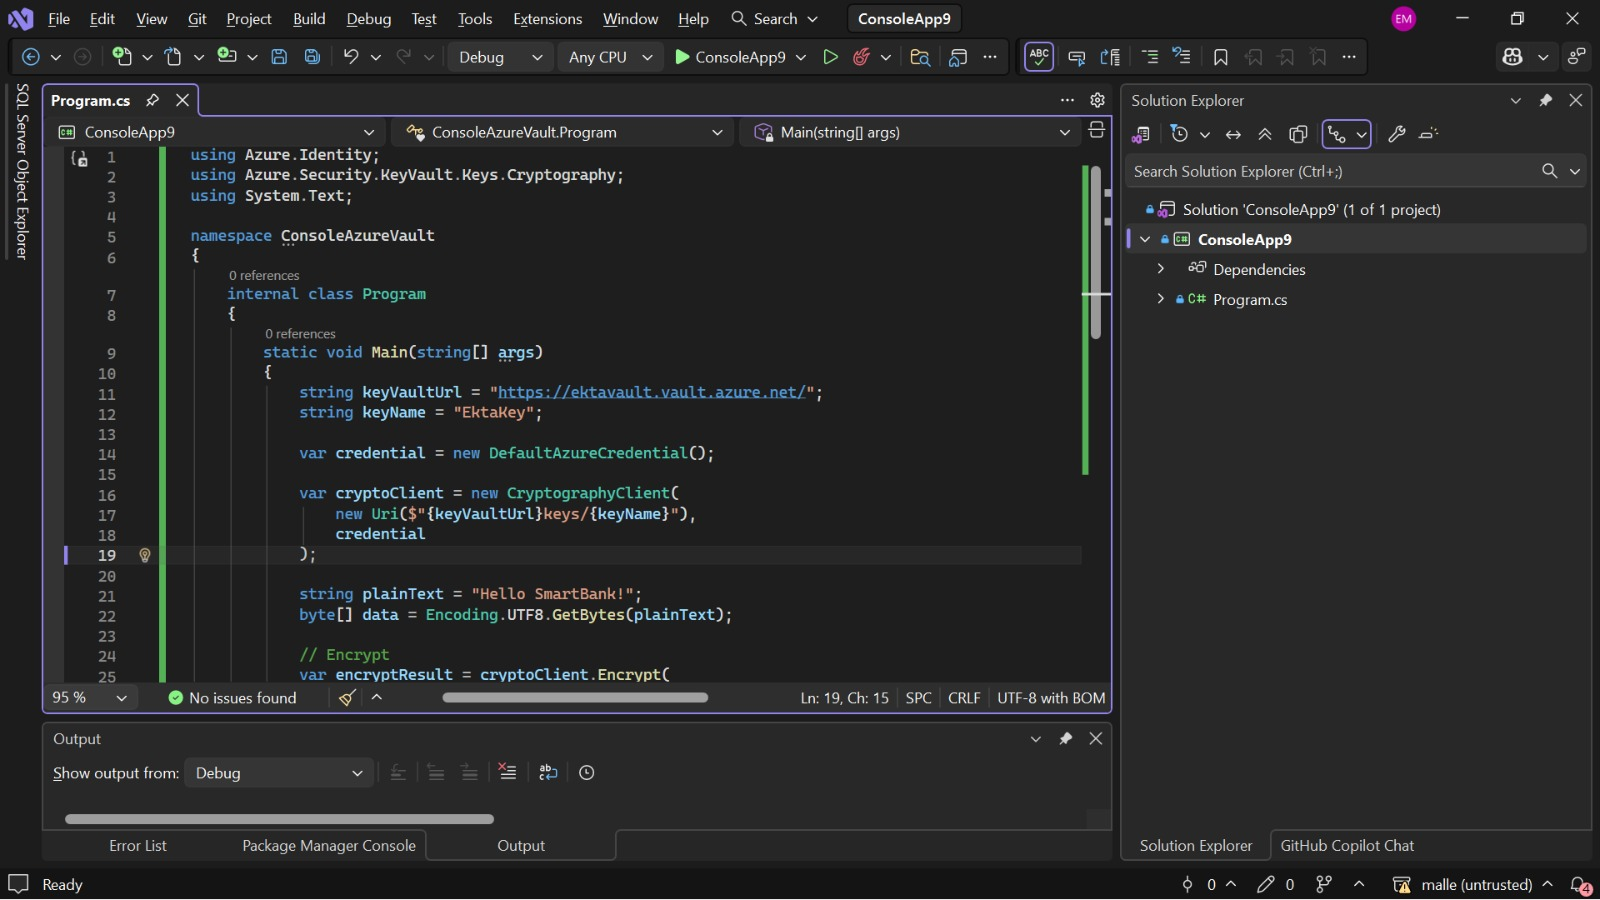 File Edit View Git Project Build Debug Test Tools Extensions Window Help Search ConsoleApp9 EM
Debug Any CPU ConsoleApp9 ABC
SQL Server Object Explorer
Program.cs
ConsoleApp9 ConsoleAzureVault.Program Main(string[] args)
1 using Azure.Identity;
2 using Azure.Security.KeyVault.Keys.Cryptography;
3 using System.Text;
4
5 namespace ConsoleAzureVault
6 {
0 references
7 internal class Program
8 {
0 references
9 static void Main(string[] args)
10 {
11 string keyVaultUrl = "https://ektavault.vault.azure.net/";
12 string keyName = "EktaKey";
13
14 var credential = new DefaultAzureCredential();
15
16 var cryptoClient = new CryptographyClient(
17 new Uri($"{keyVaultUrl}keys/{keyName}"),
18 credential
19 );
20
21 string plainText = "Hello SmartBank!";
22 byte[] data = Encoding.UTF8.GetBytes(plainText);
23
24 // Encrypt
25 var encryptResult = cryptoClient.Encrypt(
95 % No issues found Ln: 19, Ch: 15 SPC CRLF UTF-8 with BOM
Output
Show output from: Debug
Error List Package Manager Console Output
Solution Explorer
Search Solution Explorer (Ctrl+;)
Solution 'ConsoleApp9' (1 of 1 project)
C# ConsoleApp9
Dependencies
C# Program.cs
Solution Explorer GitHub Copilot Chat
Ready 0 0 malle (untrusted) 4